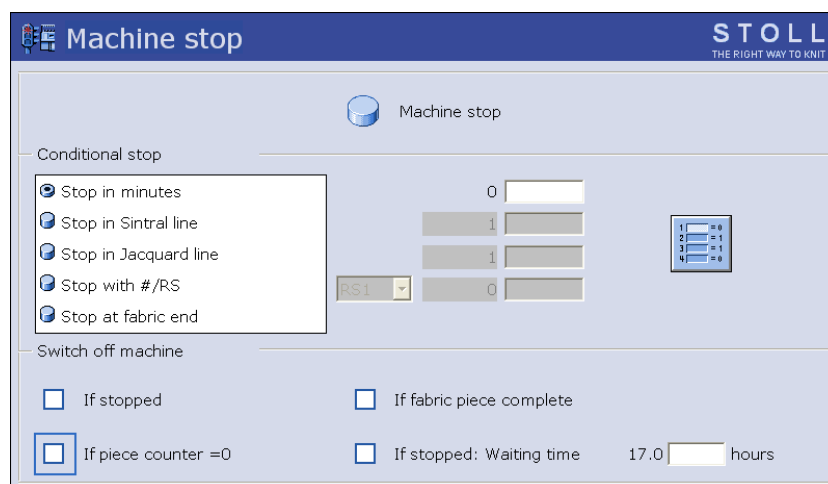 Machine stop
STOLL
THE RIGHT WAY TO KNIT
Machine stop
Conditional stop
Stop in minutes 0
Stop in Sintral line 1
Stop in Jacquard line 1
Stop with #/RS RS1 0
Stop at fabric end
1 = 0
2 = 1
3 = 1
4 = 0
Switch off machine
If stopped
If fabric piece complete
If piece counter =0
If stopped: Waiting time 17.0 hours